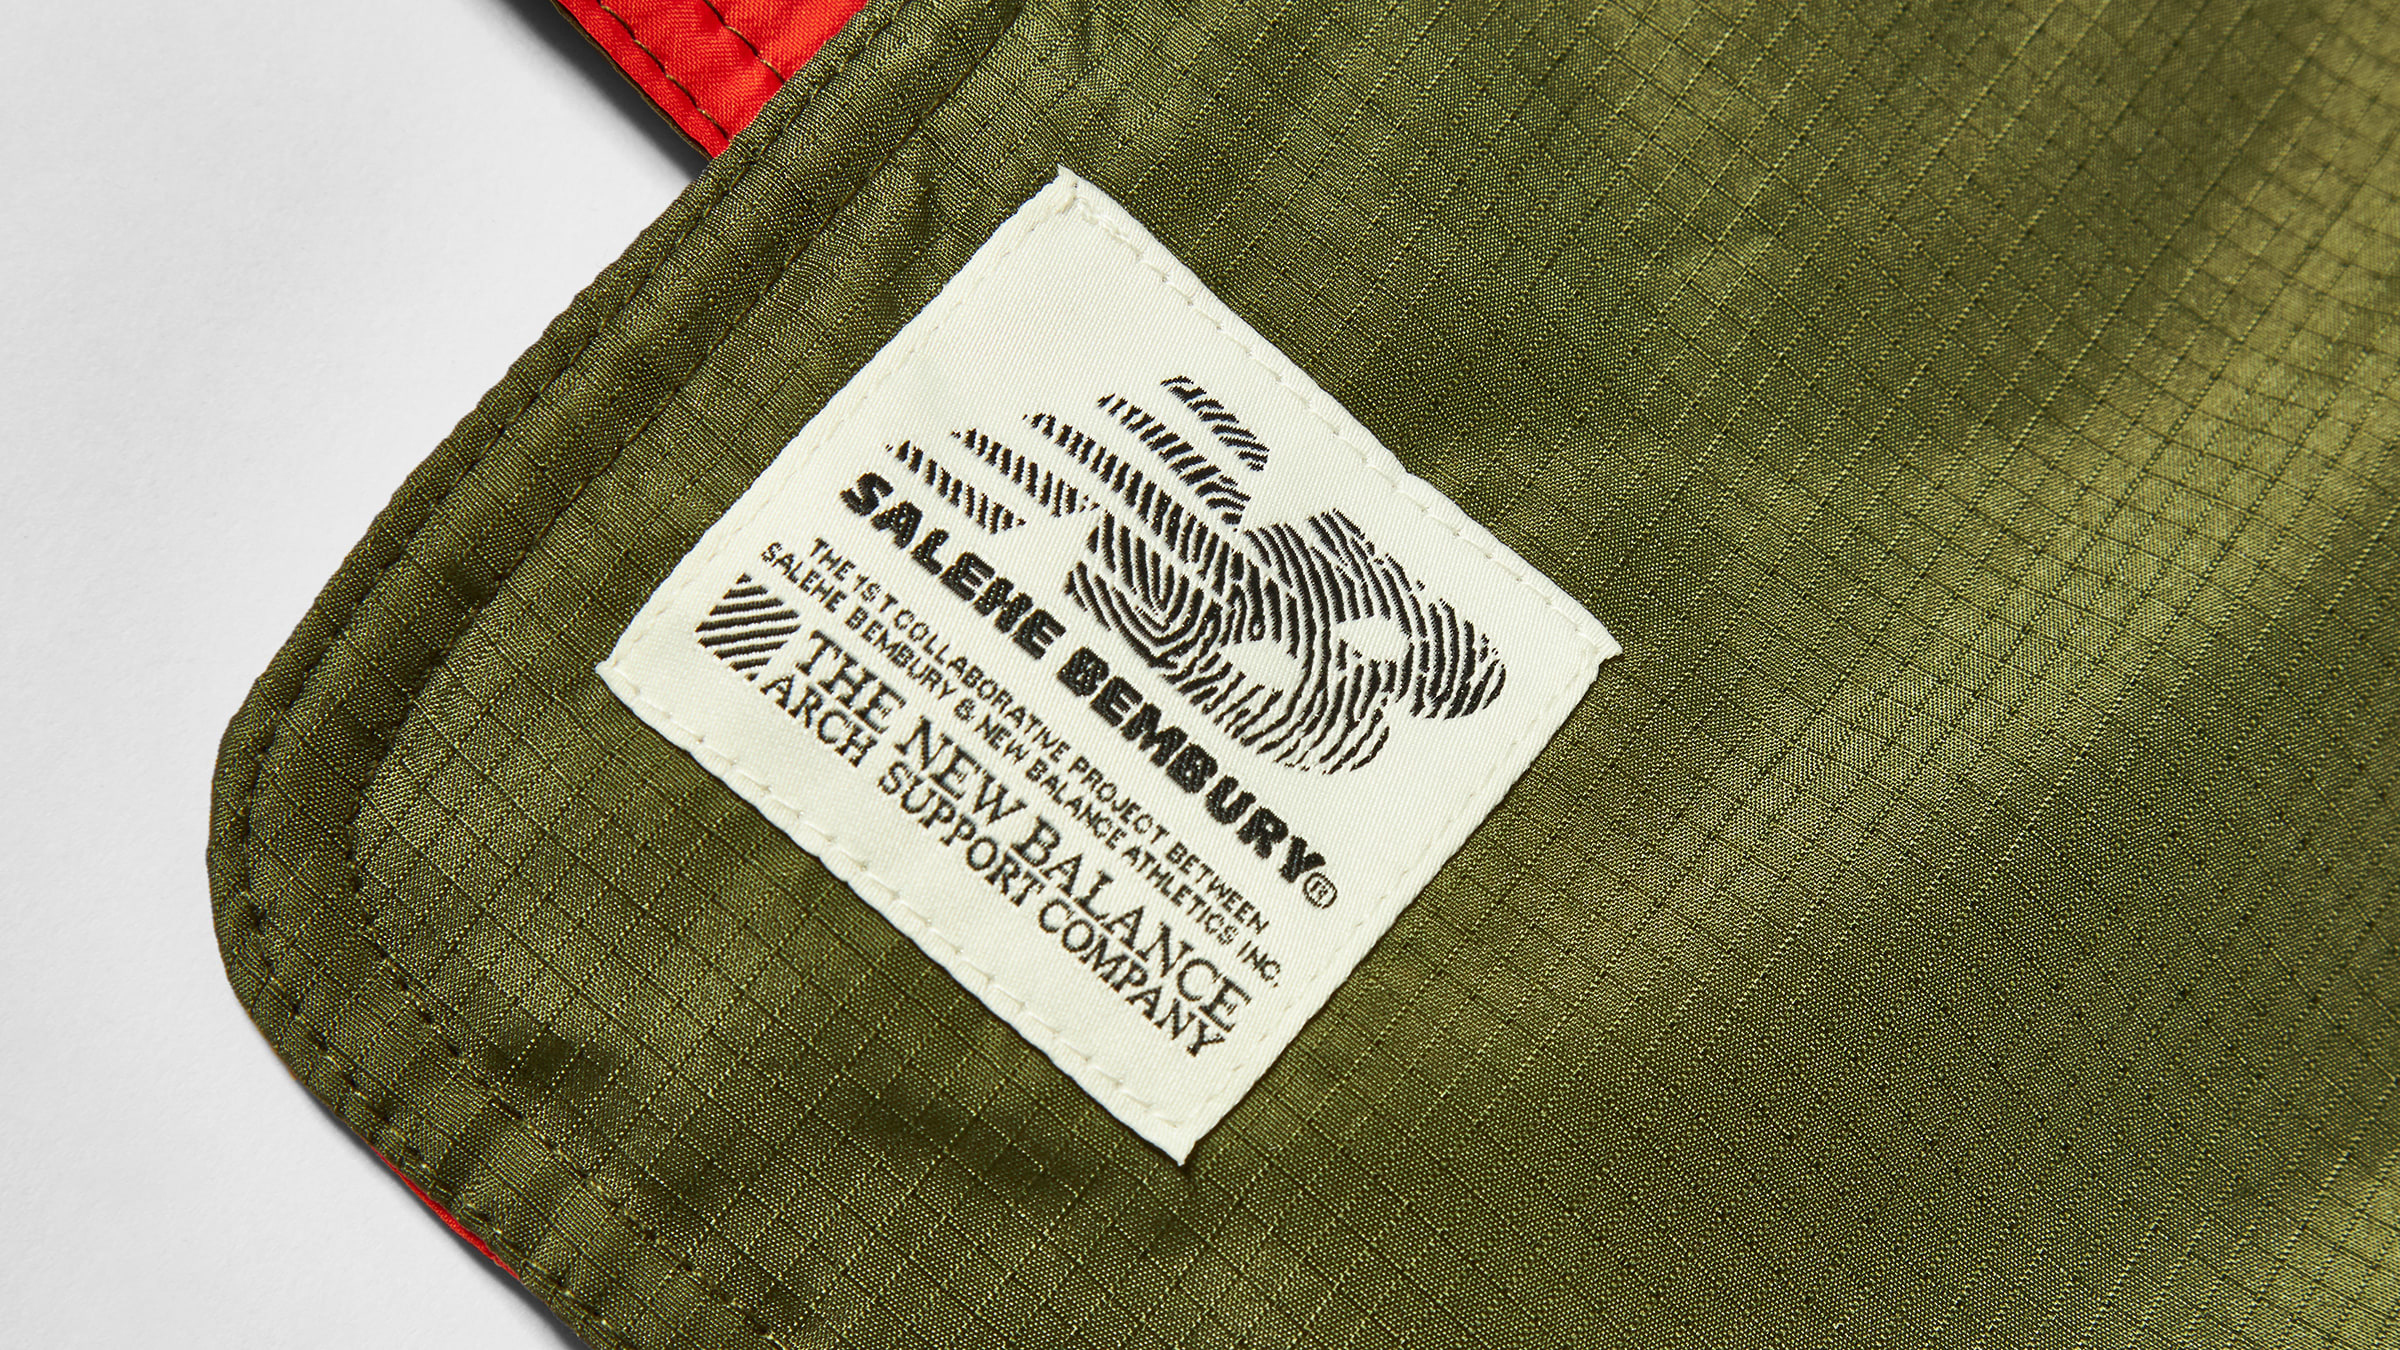 SALEHE BEMBURY®
THE 1ST COLLABORATIVE PROJECT BETWEEN
SALEHE BEMBURY & NEW BALANCE ATHLETICS INC.
THE NEW BALANCE
ARCH SUPPORT COMPANY